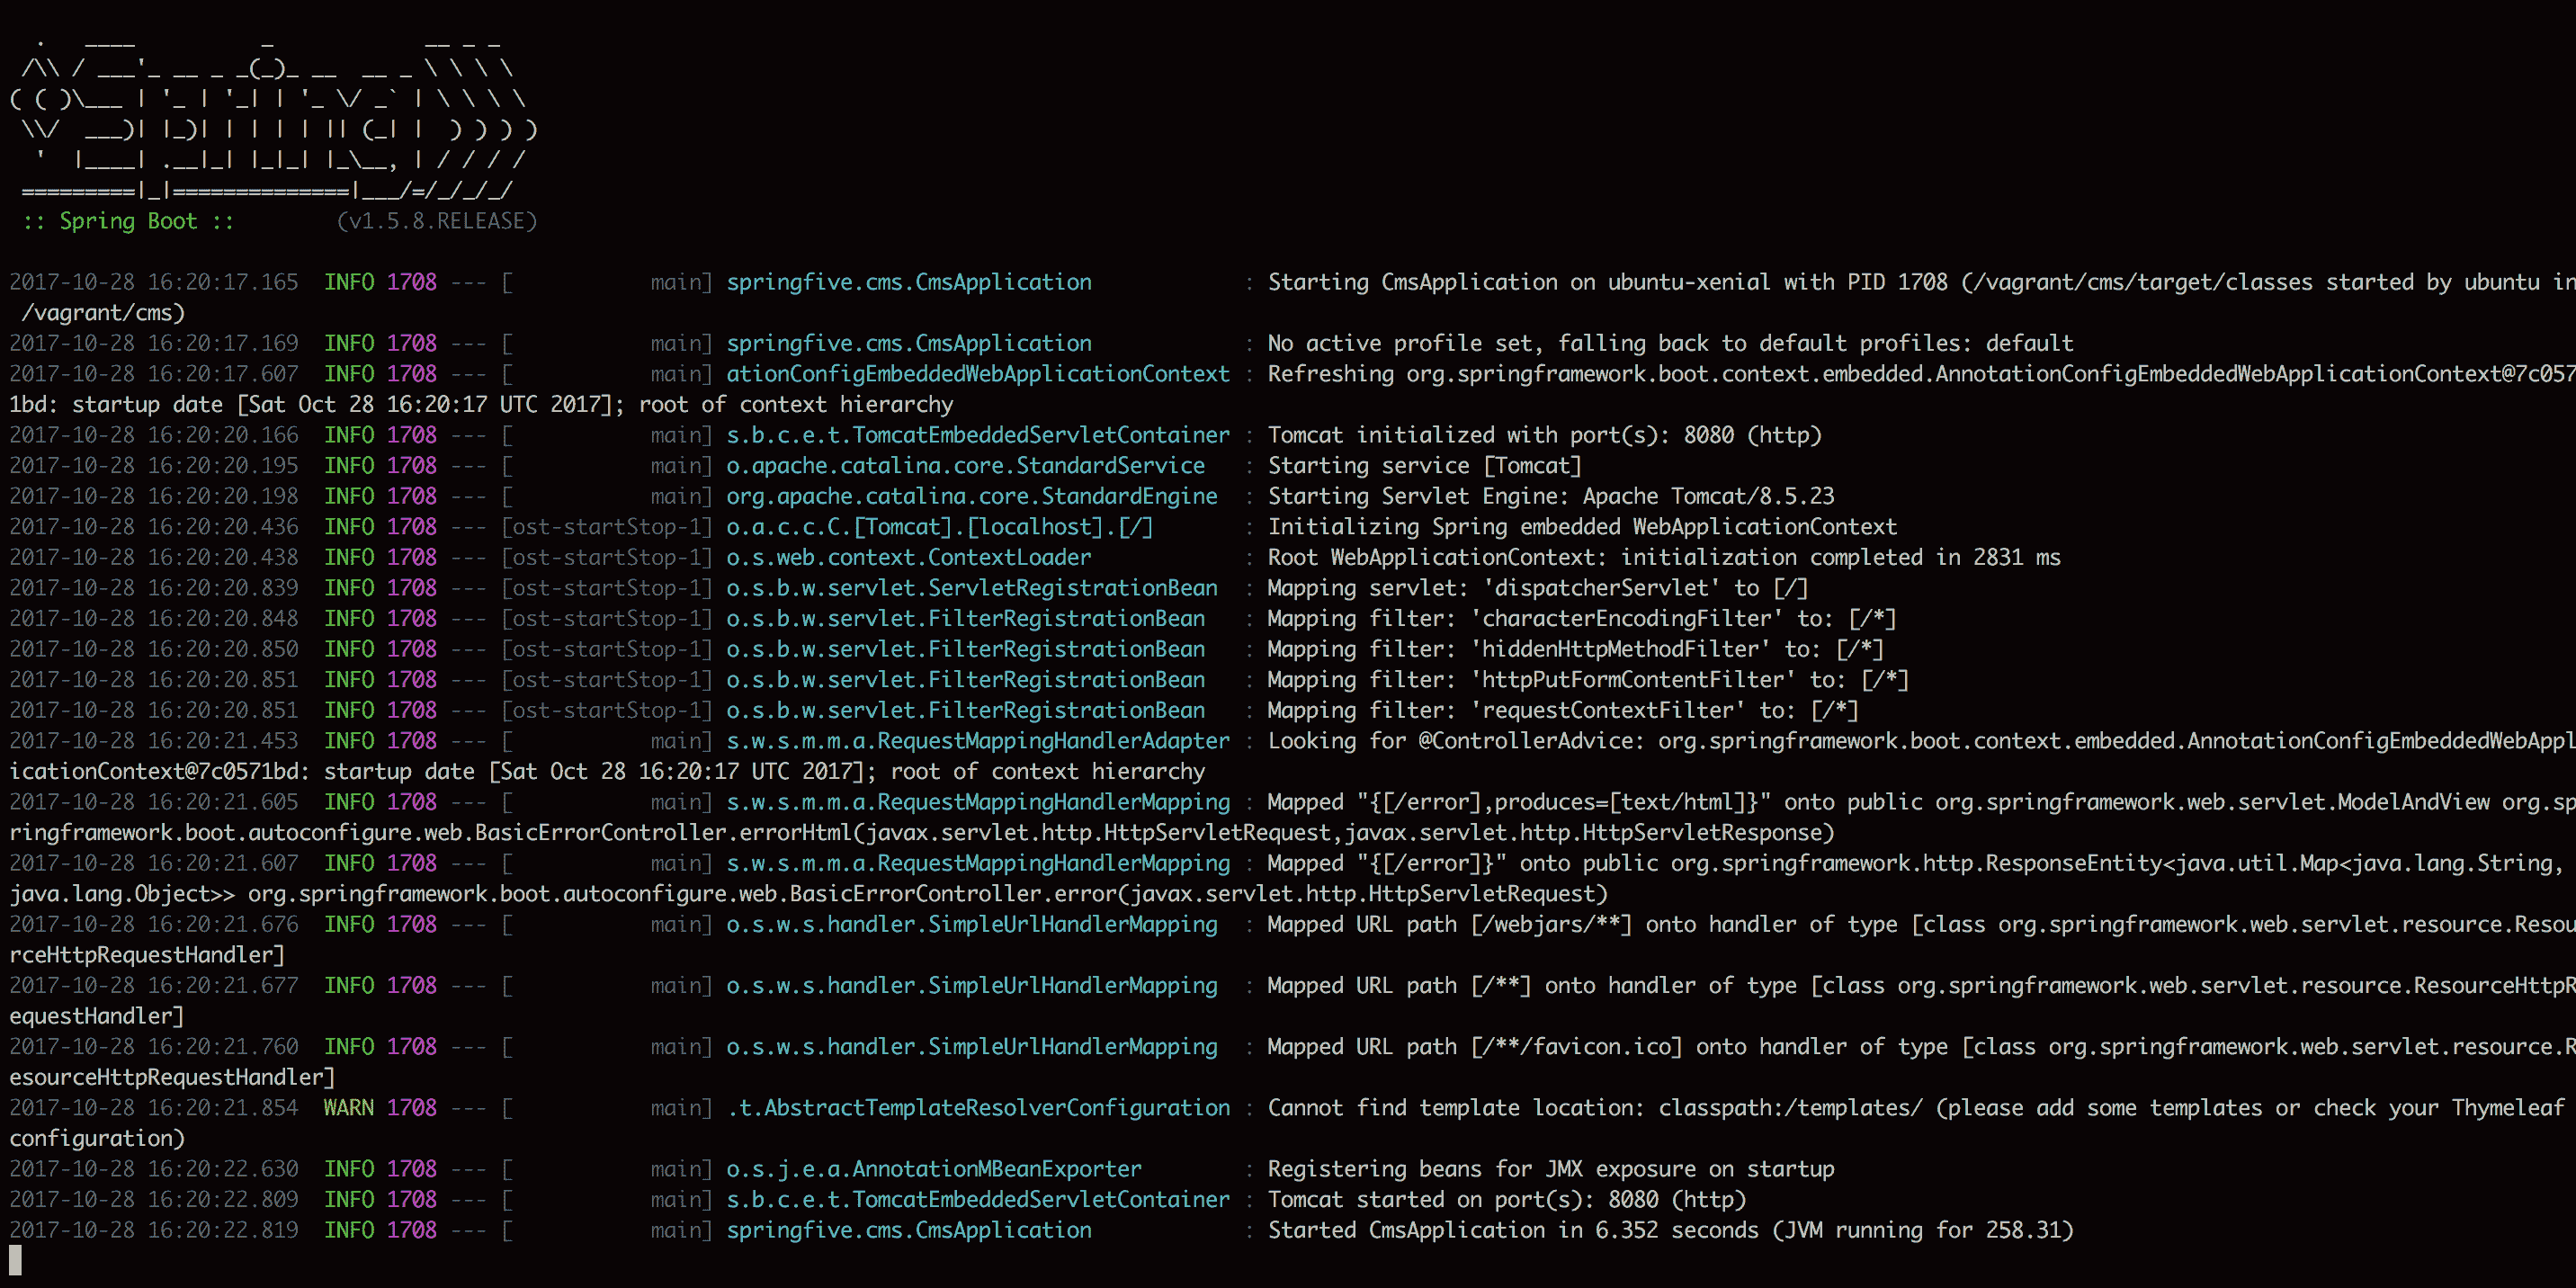 .   ____          _            __ _ _
 /\\ / ___'_ __ _ _(_)_ __  __ _ \ \ \ \
( ( )\___ | '_ | '_| | '_ \/ _` | \ \ \ \
 \\/  ___)| |_)| | | | | || (_| |  ) ) ) )
  '  |____| .__|_| |_|_| |_\__, | / / / /
 =========|_|==============|___/=/_/_/_/
 :: Spring Boot ::        (v1.5.8.RELEASE)
2017-10-28 16:20:17.165  INFO 1708 --- [           main] springfive.cms.CmsApplication            : Starting CmsApplication on ubuntu-xenial with PID 1708 (/vagrant/cms/target/classes started by ubuntu in
 /vagrant/cms)
2017-10-28 16:20:17.169  INFO 1708 --- [           main] springfive.cms.CmsApplication            : No active profile set, falling back to default profiles: default
2017-10-28 16:20:17.607  INFO 1708 --- [           main] ationConfigEmbeddedWebApplicationContext : Refreshing org.springframework.boot.context.embedded.AnnotationConfigEmbeddedWebApplicationContext@7c057
1bd: startup date [Sat Oct 28 16:20:17 UTC 2017]; root of context hierarchy
2017-10-28 16:20:20.166  INFO 1708 --- [           main] s.b.c.e.t.TomcatEmbeddedServletContainer : Tomcat initialized with port(s): 8080 (http)
2017-10-28 16:20:20.195  INFO 1708 --- [           main] o.apache.catalina.core.StandardService   : Starting service [Tomcat]
2017-10-28 16:20:20.198  INFO 1708 --- [           main] org.apache.catalina.core.StandardEngine  : Starting Servlet Engine: Apache Tomcat/8.5.23
2017-10-28 16:20:20.436  INFO 1708 --- [ost-startStop-1] o.a.c.c.C.[Tomcat].[localhost].[/]       : Initializing Spring embedded WebApplicationContext
2017-10-28 16:20:20.438  INFO 1708 --- [ost-startStop-1] o.s.web.context.ContextLoader            : Root WebApplicationContext: initialization completed in 2831 ms
2017-10-28 16:20:20.839  INFO 1708 --- [ost-startStop-1] o.s.b.w.servlet.ServletRegistrationBean  : Mapping servlet: 'dispatcherServlet' to [/]
2017-10-28 16:20:20.848  INFO 1708 --- [ost-startStop-1] o.s.b.w.servlet.FilterRegistrationBean   : Mapping filter: 'characterEncodingFilter' to: [/*]
2017-10-28 16:20:20.850  INFO 1708 --- [ost-startStop-1] o.s.b.w.servlet.FilterRegistrationBean   : Mapping filter: 'hiddenHttpMethodFilter' to: [/*]
2017-10-28 16:20:20.851  INFO 1708 --- [ost-startStop-1] o.s.b.w.servlet.FilterRegistrationBean   : Mapping filter: 'httpPutFormContentFilter' to: [/*]
2017-10-28 16:20:20.851  INFO 1708 --- [ost-startStop-1] o.s.b.w.servlet.FilterRegistrationBean   : Mapping filter: 'requestContextFilter' to: [/*]
2017-10-28 16:20:21.453  INFO 1708 --- [           main] s.w.s.m.m.a.RequestMappingHandlerAdapter : Looking for @ControllerAdvice: org.springframework.boot.context.embedded.AnnotationConfigEmbeddedWebAppl
icationContext@7c0571bd: startup date [Sat Oct 28 16:20:17 UTC 2017]; root of context hierarchy
2017-10-28 16:20:21.605  INFO 1708 --- [           main] s.w.s.m.m.a.RequestMappingHandlerMapping : Mapped "{[/error],produces=[text/html]}" onto public org.springframework.web.servlet.ModelAndView org.sp
ringframework.boot.autoconfigure.web.BasicErrorController.errorHtml(javax.servlet.http.HttpServletRequest,javax.servlet.http.HttpServletResponse)
2017-10-28 16:20:21.607  INFO 1708 --- [           main] s.w.s.m.m.a.RequestMappingHandlerMapping : Mapped "{[/error]}" onto public org.springframework.http.ResponseEntity<java.util.Map<java.lang.String, 
java.lang.Object>> org.springframework.boot.autoconfigure.web.BasicErrorController.error(javax.servlet.http.HttpServletRequest)
2017-10-28 16:20:21.676  INFO 1708 --- [           main] o.s.w.s.handler.SimpleUrlHandlerMapping  : Mapped URL path [/webjars/**] onto handler of type [class org.springframework.web.servlet.resource.Resou
rceHttpRequestHandler]
2017-10-28 16:20:21.677  INFO 1708 --- [           main] o.s.w.s.handler.SimpleUrlHandlerMapping  : Mapped URL path [/**] onto handler of type [class org.springframework.web.servlet.resource.ResourceHttpR
equestHandler]
2017-10-28 16:20:21.760  INFO 1708 --- [           main] o.s.w.s.handler.SimpleUrlHandlerMapping  : Mapped URL path [/**/favicon.ico] onto handler of type [class org.springframework.web.servlet.resource.R
esourceHttpRequestHandler]
2017-10-28 16:20:21.854  WARN 1708 --- [           main] .t.AbstractTemplateResolverConfiguration : Cannot find template location: classpath:/templates/ (please add some templates or check your Thymeleaf 
configuration)
2017-10-28 16:20:22.630  INFO 1708 --- [           main] o.s.j.e.a.AnnotationMBeanExporter        : Registering beans for JMX exposure on startup
2017-10-28 16:20:22.809  INFO 1708 --- [           main] s.b.c.e.t.TomcatEmbeddedServletContainer : Tomcat started on port(s): 8080 (http)
2017-10-28 16:20:22.819  INFO 1708 --- [           main] springfive.cms.CmsApplication            : Started CmsApplication in 6.352 seconds (JVM running for 258.31)